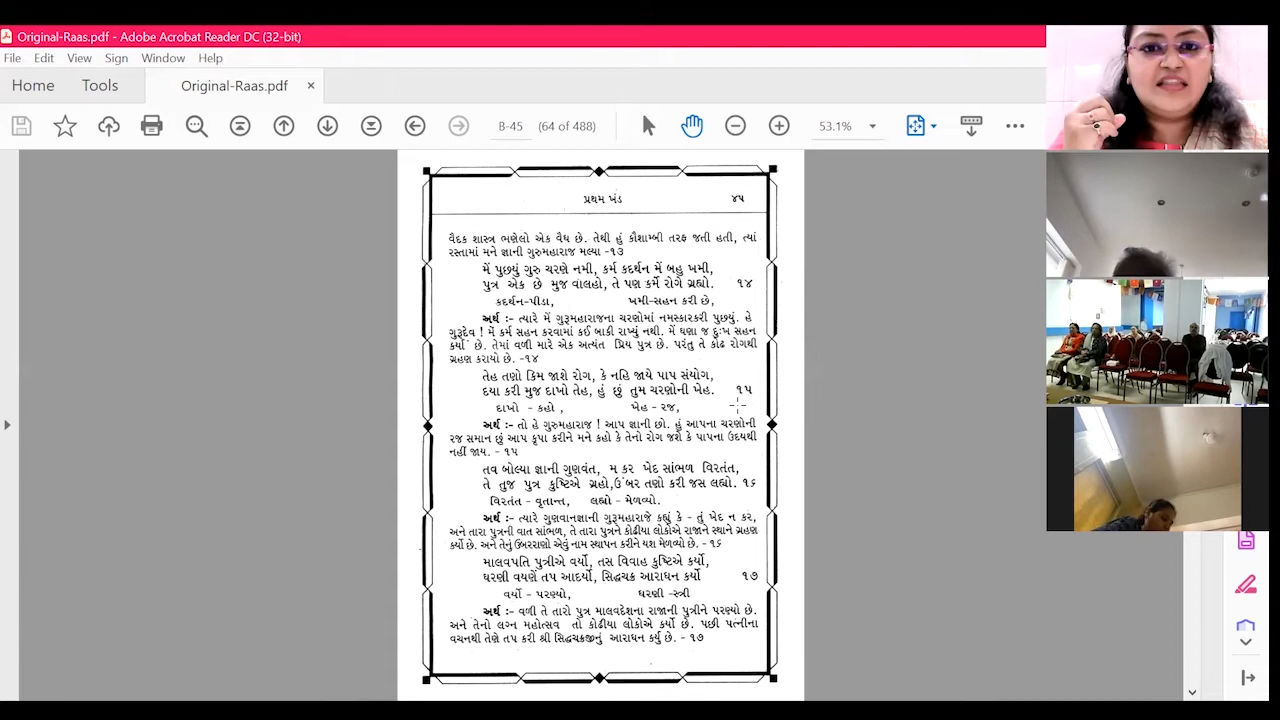 Original-Raas.pdf - Adobe Acrobat Reader DC (32-bit)
File Edit View Sign Window Help
Home Tools Original-Raas.pdf ×
B-45 (64 of 488) 53.1%
પ્રથમ ખંડ ૪૫
વૈદક શાસ્ત્ર ભણેલો એક વૈદ્ય છે. તેથી હું કૌશામ્બી તરફ જતી હતી, ત્યાં
રસ્તામાં મને જ્ઞાની ગુરુમહારાજ મલ્યા -૧૩
મેં પુછયું ગુરુ ચરણે નમી, કર્મ કદર્થન મેં બહુ ખમી,
પુત્ર એક છે મુજ વાલહો, તે પણ કર્મે રોગે ગ્રહ્યો. ૧૪
કદર્થન-પીડા, ખમી-સહન કરી છે,
અર્થ :- ત્યારે મેં ગુરૂમહારાજના ચરણોમાં નમસ્કારકરી પુછયું. હે
ગુરૂદેવ ! મેં કર્મ સહન કરવામાં કઈ બાકી રાખ્યું નથી. મેં ઘણા જ દુઃખ સહન
કર્યા છે. તેમાં વળી મારે એક અત્યંત પ્રિય પુત્ર છે. પરંતુ તે કોઢ રોગથી
ગ્રહણ કરાયો છે. -૧૪
તેહ તણો કિમ જાશે રોગ, કે નહિ જાયે પાપ સંયોગ,
દયા કરી મુજ દાખો તેહ, હું છું તુમ ચરણોની ખેહ. ૧૫
દાખો - કહો , ખેહ - રજ,
અર્થ :- તો હે ગુરુમહારાજ ! આપ જ્ઞાની છો. હું આપના ચરણોની
રજ સમાન છું આપ કૃપા કરીને મને કહો કે તેનો રોગ જશે કે પાપના ઉદયથી
નહીં જાય. - ૧૫
તવ બોલ્યા જ્ઞાની ગુણવંત, મ કર ખેદ સાંભળ વિરતંત,
તે તુજ પુત્ર કુષ્ટિએ ગ્રહો,ઉંબર તણો કરી જસ લહ્યો. ૧૬
વિરતંત - વૃતાન્ત, લહ્યો - મેળવ્યો.
અર્થ :- ત્યારે ગુણવાનજ્ઞાની ગુરૂમહારાજે કહ્યું કે - તું ખેદ ન કર,
અને તારા પુત્રની વાત સાંભળ, તે તારા પુત્રને કોઢીયા લોકોએ રાજાને સ્થાને ગ્રહણ
કર્યો છે. અને તેનું ઉંબરરાણો એવું નામ સ્થાપન કરીને યશ મેળવ્યો છે. - ૧૬
માલવપતિ પુત્રીએ વર્યો, તસ વિવાહ કુષ્ટિએ કર્યો,
ઘરણી વયણે તપ આદર્યો, સિદ્ધચક્ર આરાધન કર્યો ૧૭
વર્યો - પરણ્યો, ઘરણી -સ્ત્રી
અર્થ :- વળી તે તારો પુત્ર માલવદેશના રાજાની પુત્રીને પરણ્યો છે.
અને તેનો લગ્ન મહોત્સવ તો કોઢીયા લોકોએ કર્યો છે. પછી પત્નીના
વચનથી તેણે તપ કરી શ્રી સિદ્ધચક્રજીનું આરાધન કર્યુ છે. - ૧૭